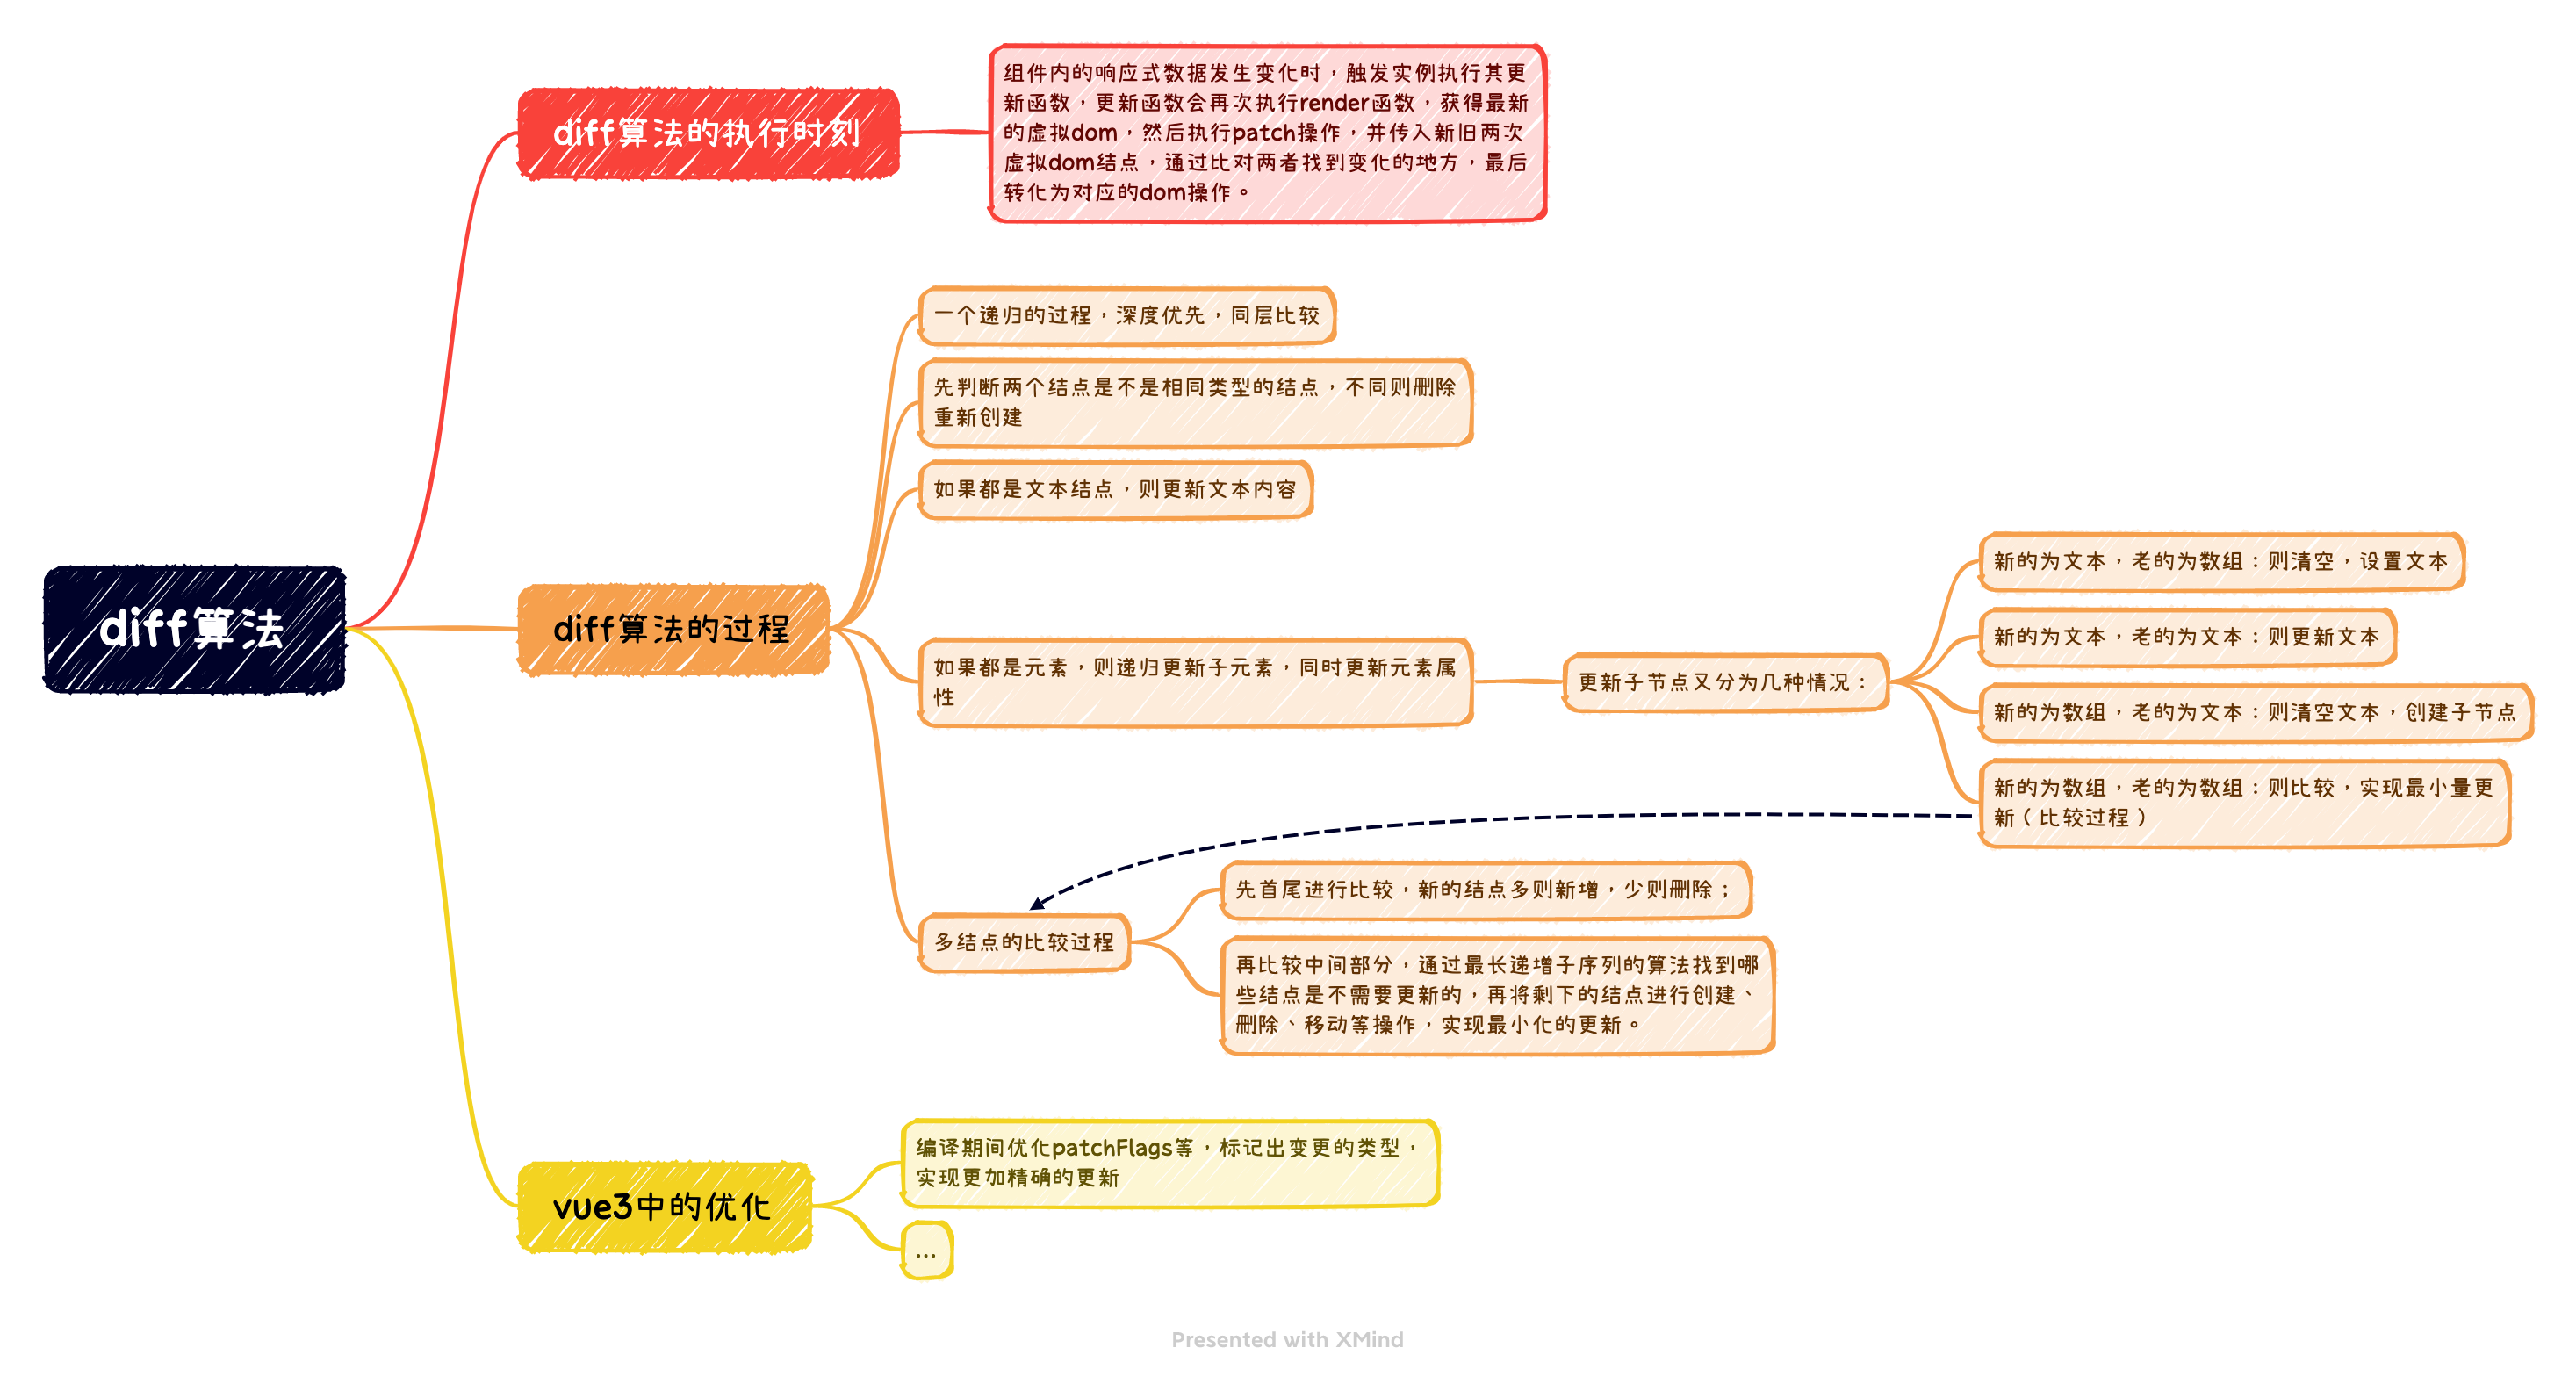 diff算法
diff算法的执行时刻
组件内的响应式数据发生变化时，触发实例执行其更
新函数，更新函数会再次执行render函数，获得最新
的虚拟dom，然后执行patch操作，并传入新旧两次
虚拟dom结点，通过比对两者找到变化的地方，最后
转化为对应的dom操作。
diff算法的过程
一个递归的过程，深度优先，同层比较
先判断两个结点是不是相同类型的结点，不同则删除
重新创建
如果都是文本结点，则更新文本内容
如果都是元素，则递归更新子元素，同时更新元素属
性
更新子节点又分为几种情况：
新的为文本，老的为数组：则清空，设置文本
新的为文本，老的为文本：则更新文本
新的为数组，老的为文本：则清空文本，创建子节点
新的为数组，老的为数组：则比较，实现最小量更
新（比较过程）
多结点的比较过程
先首尾进行比较，新的结点多则新增，少则删除；
再比较中间部分，通过最长递增子序列的算法找到哪
些结点是不需要更新的，再将剩下的结点进行创建、
删除、移动等操作，实现最小化的更新。
vue3中的优化
编译期间优化patchFlags等，标记出变更的类型，
实现更加精确的更新
...
Presented with XMind